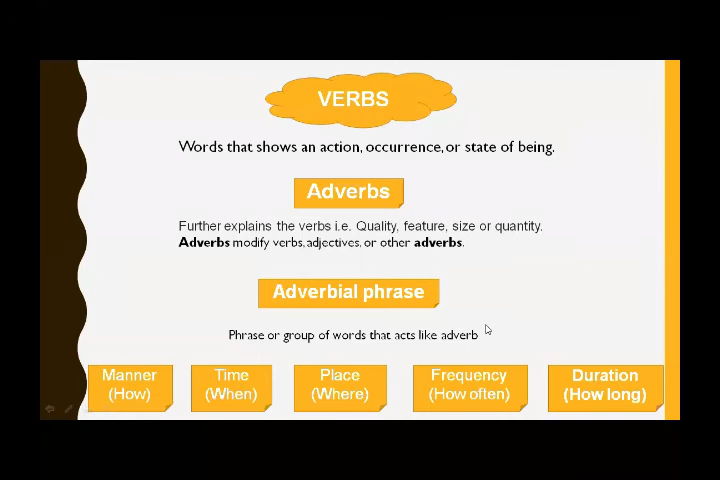 VERBS
Words that shows an action, occurrence, or state of being.
Adverbs
Further explains the verbs i.e. Quality, feature, size or quantity.
Adverbs modify verbs, adjectives, or other adverbs.
Adverbial phrase
Phrase or group of words that acts like adverb
Manner
(How)
Time
(When)
Place
(Where)
Frequency
(How often)
Duration
(How long)